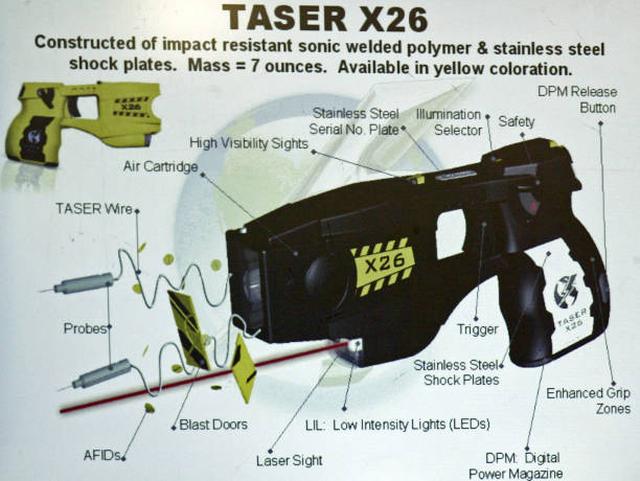 TASER X26
Constructed of impact resistant sonic welded polymer & stainless steel
shock plates. Mass = 7 ounces. Available in yellow coloration.
X26
DPM Release
Button
Stainless Steel
Serial No. Plate
Illumination
Selector
Safety
High Visibility Sights
Air Cartridge
TASER Wire
X26
TASER
X26
Probes
Trigger
Stainless Steel
Shock Plates
Enhanced Grip
Zones
Blast Doors
LIL: Low Intensity Lights (LEDs)
AFIDs
Laser Sight
DPM: Digital
Power Magazine